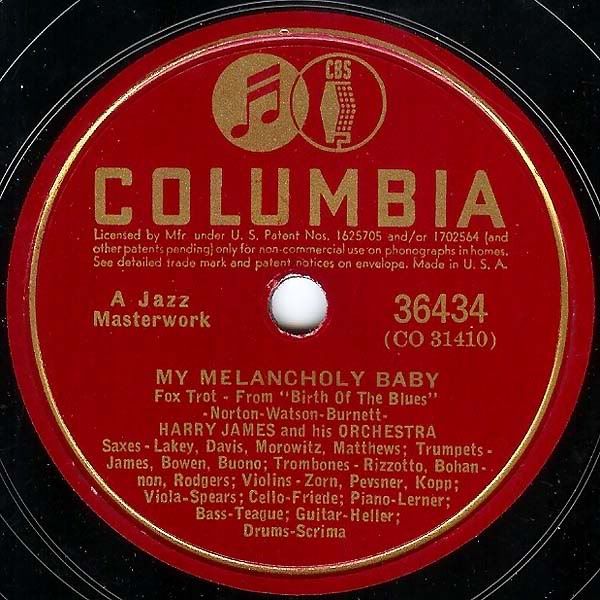 CBS
COLUMBIA
Licensed by Mfr. under U. S. Patent Nos. 1625705 and/or 1702564 (and
other patents pending) only for non-commercial use on phonographs in homes.
See detailed trade mark and patent notices on envelope. Made in U. S. A.
A Jazz
Masterwork
36434
(CO 31410)
MY MELANCHOLY BABY
Fox Trot - From "Birth Of The Blues"
-Norton-Watson-Burnett-
HARRY JAMES and his ORCHESTRA
Saxes - Lakey, Davis, Morowitz, Matthews; Trumpets-
James, Bowen, Buono; Trombones - Rizzotto, Bohan-
non, Rodgers; Violins - Zorn, Pevsner, Kopp;
Viola-Spears; Cello-Friede; Piano-Lerner;
Bass-Teague; Guitar-Heller;
Drums-Scrima